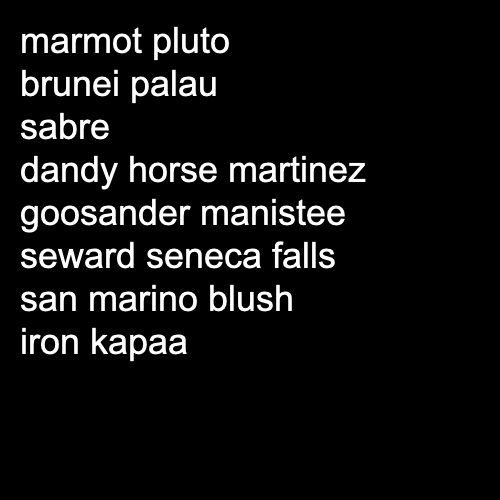 marmot pluto
brunei palau
sabre
dandy horse martinez
goosander manistee
seward seneca falls
san marino blush
iron kapaa